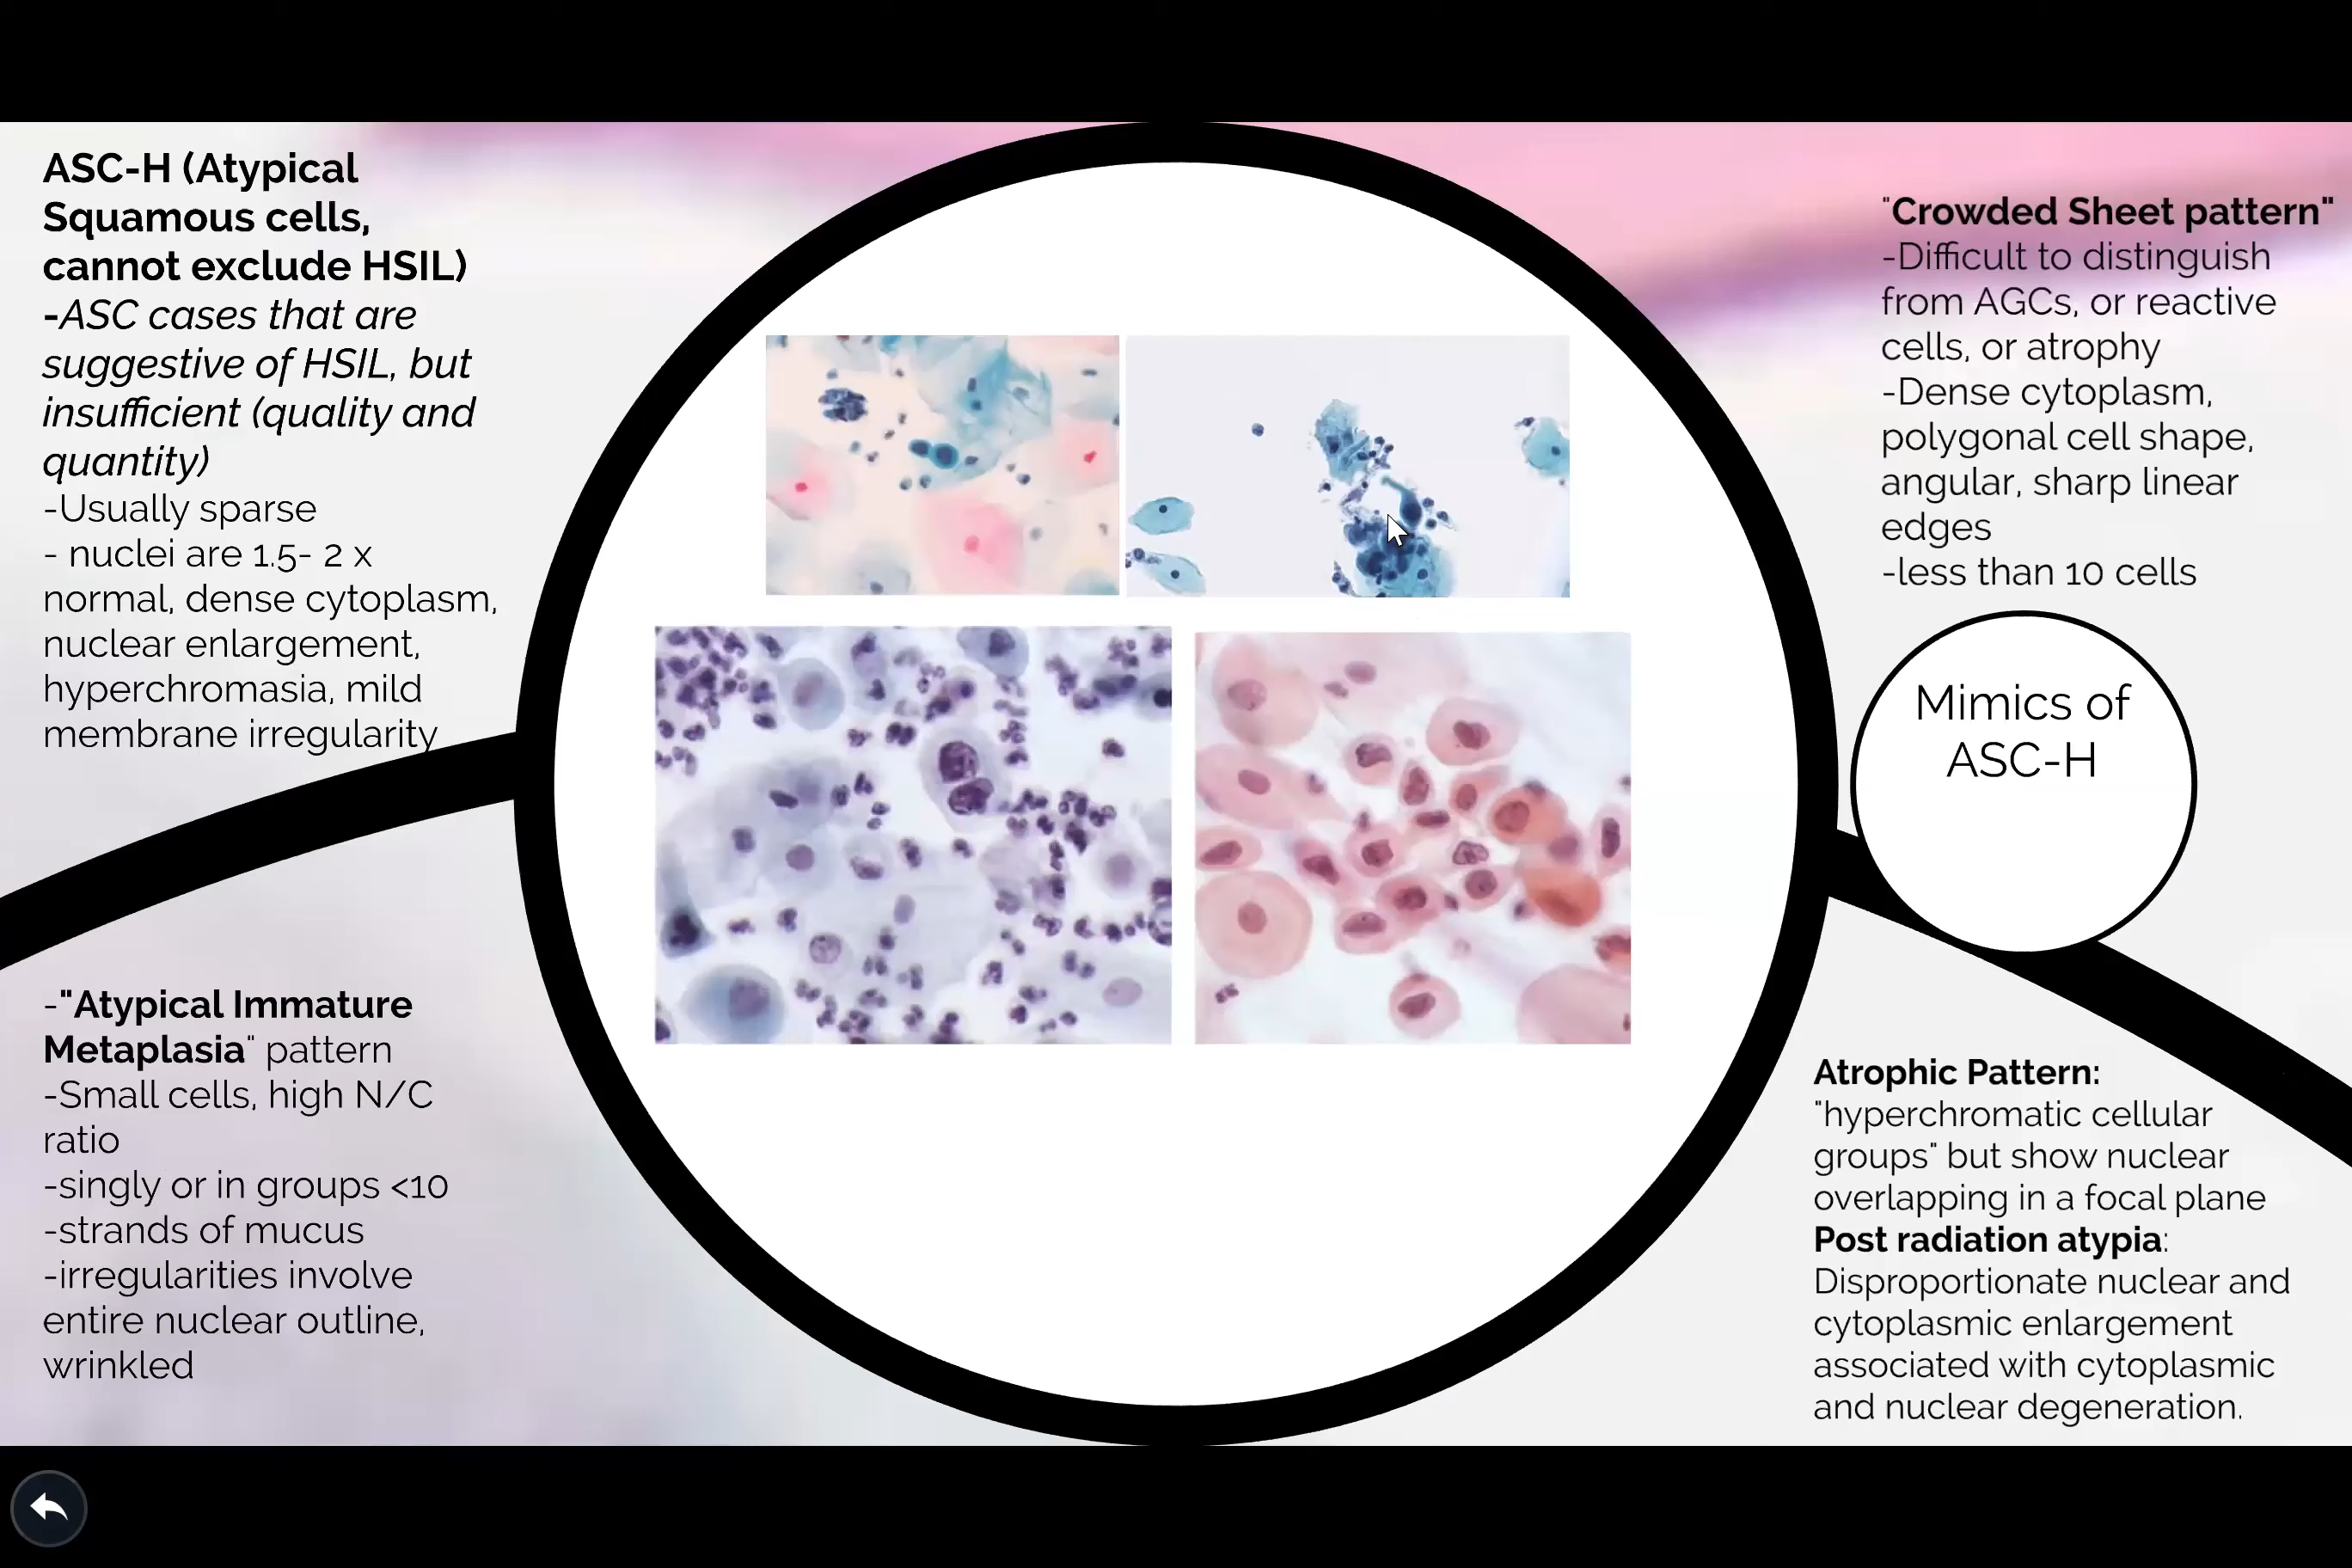 ASC-H (Atypical
Squamous cells,
cannot exclude HSIL)
-ASC cases that are
suggestive of HSIL, but
insufficient (quality and
quantity)
-Usually sparse
- nuclei are 1.5- 2 x
normal, dense cytoplasm,
nuclear enlargement,
hyperchromasia, mild
membrane irregularity
-"Atypical Immature
Metaplasia" pattern
-Small cells, high N/C
ratio
-singly or in groups <10
-strands of mucus
-irregularities involve
entire nuclear outline,
wrinkled
"Crowded Sheet pattern"
-Difficult to distinguish
from AGCs, or reactive
cells, or atrophy
-Dense cytoplasm,
polygonal cell shape,
angular, sharp linear
edges
-less than 10 cells
Mimics of
ASC-H
Atrophic Pattern:
"hyperchromatic cellular
groups" but show nuclear
overlapping in a focal plane
Post radiation atypia:
Disproportionate nuclear and
cytoplasmic enlargement
associated with cytoplasmic
and nuclear degeneration.